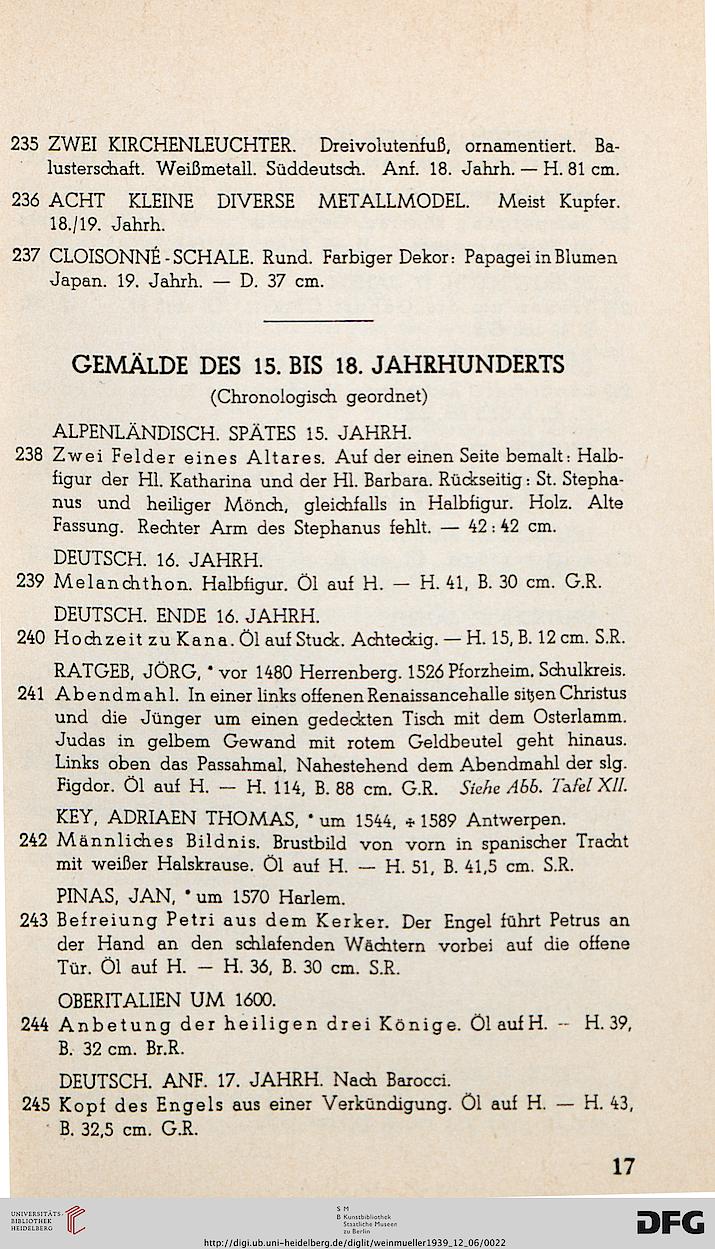 235 ZWEI KIRCHENLEUCHTER. Dreivolutenfuß, ornamentiert. Ba-
lusterschaft. Weißmetall. Süddeutsch. Anf. 18. Jahrh. — H. 81 cm.
236 ACHT KLEINE DIVERSE METALLMODEL. Meist Kupfer.
18./19. Jahrh.
237 CLOISONNÉ-SCHALE. Rund. Farbiger Dekor: Papagei in Blumen
Japan. 19. Jahrh. — D. 37 cm.
GEMÄLDE DES 15. BIS 18. JAHRHUNDERTS
(Chronologisch geordnet)
ALPENLÄNDISCH. SPÄTES 15. JAHRH.
238 Zwei Felder eines Altares. Auf der einen Seite bemalt: Halb-
figur der Hl. Katharina und der Hl. Barbara. Rückseitig: St. Stepha-
nus und heiliger Mönch, gleichfalls in Halbfigur. Holz. Alte
Fassung. Rechter Arm des Stephanus fehlt. — 42 : 42 cm.
DEUTSCH. 16. JAHRH.
239 Melanchthon. Halbfigur. Öl auf H. — H. 41, B. 30 cm. G.R.
DEUTSCH. ENDE 16. JAHRH.
240 Hochzeit zu Kana. Öl auf Stuck. Achteckig. — H. 15, B. 12 cm. S.R.
RATGEB, JÖRG, * vor 1480 Herrenberg. 1526 Pforzheim. Schulkreis.
241 Abendmahl. In einer links offenen Renaissancehalle sitzen Christus
und die Jünger um einen gedeckten Tisch mit dem Osterlamm.
Judas in gelbem Gewand mit rotem Geldbeutel geht hinaus.
Links oben das Passahmal. Nahestehend dem Abendmahl der slg.
Figdor. Öl auf H. — H. 114, B. 88 cm. G.R. Siehe Abb. Tafel XII.
KEY, ADRIAEN THOMAS, * um 1544, + 1589 Antwerpen.
242 Männliches Bildnis. Brustbild von vorn in spanischer Tracht
mit weißer Halskrause. Öl auf H. — H. 51, B. 41,5 cm. S.R.
PINAS, JAN, * um 1570 Harlem.
243 Befreiung Petri aus dem Kerker. Der Engel führt Petrus an
der Hand an den schlafenden Wächtern vorbei auf die offene
Tür. Öl auf H. — H. 36, B. 30 cm. S.R.
OBERITALIEN UM 1600.
244 Anbetung der heiligen drei Könige. Öl auf H. -- H. 39,
B. 32 cm. Br.R.
DEUTSCH. ANF. 17. JAHRH. Nach Barocci.
245 Kopf des Engels aus einer Verkündigung. Öl auf H. — H. 43,
B. 32,5 cm. G.R.
17
UNIVERSITÄTS-
BIBLIOTHEK
HEIDELBERG
S M
B Kunstbibliothek
Staatliche Museen
zu Berlin
DFG
http://digi.ub.uni-heidelberg.de/diglit/weinmueller1939_12_06/0022